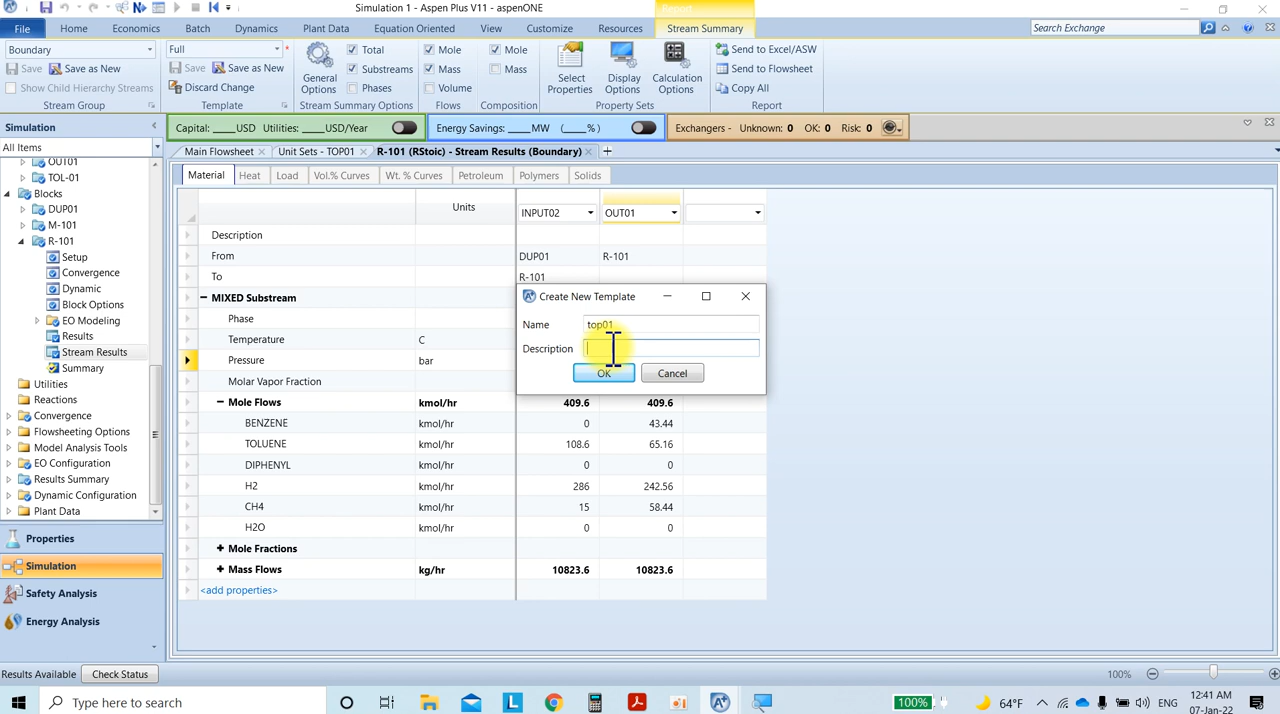 Simulation 1 - Aspen Plus V11 - aspenONE
Report
File Home Economics Batch Dynamics Plant Data Equation Oriented View Customize Resources Stream Summary Search Exchange
Boundary Full * Total Mole Mole Send to Excel/ASW
Save Save as New Save Save as New Substreams Mass Mass Send to Flowsheet
Show Child Hierarchy Streams Discard Change Phases Volume Copy All
General Options Select Properties Display Options Calculation Options
Stream Group Template Stream Summary Options Flows Composition Property Sets Report
Simulation
Capital: ____USD Utilities: ____USD/Year Energy Savings: ____MW (____%) Exchangers - Unknown: 0 OK: 0 Risk: 0
All Items
Main Flowsheet Unit Sets - TOP01 R-101 (RStoic) - Stream Results (Boundary)
OUT01
TOL-01
Blocks
DUP01
M-101
R-101
Setup
Convergence
Dynamic
Block Options
EO Modeling
Results
Stream Results
Summary
Utilities
Reactions
Convergence
Flowsheeting Options
Model Analysis Tools
EO Configuration
Results Summary
Dynamic Configuration
Plant Data
Properties
Simulation
Safety Analysis
Energy Analysis
Material Heat Load Vol.% Curves Wt. % Curves Petroleum Polymers Solids
Units INPUT02 OUT01
Description
From DUP01 R-101
To R-101
MIXED Substream
Phase
Temperature C
Pressure bar
Molar Vapor Fraction
Mole Flows kmol/hr 409.6 409.6
BENZENE kmol/hr 0 43.44
TOLUENE kmol/hr 108.6 65.16
DIPHENYL kmol/hr 0 0
H2 kmol/hr 286 242.56
CH4 kmol/hr 15 58.44
H2O kmol/hr 0 0
Mole Fractions
Mass Flows kg/hr 10823.6 10823.6
<add properties>
Create New Template
Name top01
Description
OK Cancel
Results Available Check Status 100%
Type here to search 100% 64°F ENG 12:41 AM
07-Jan-22